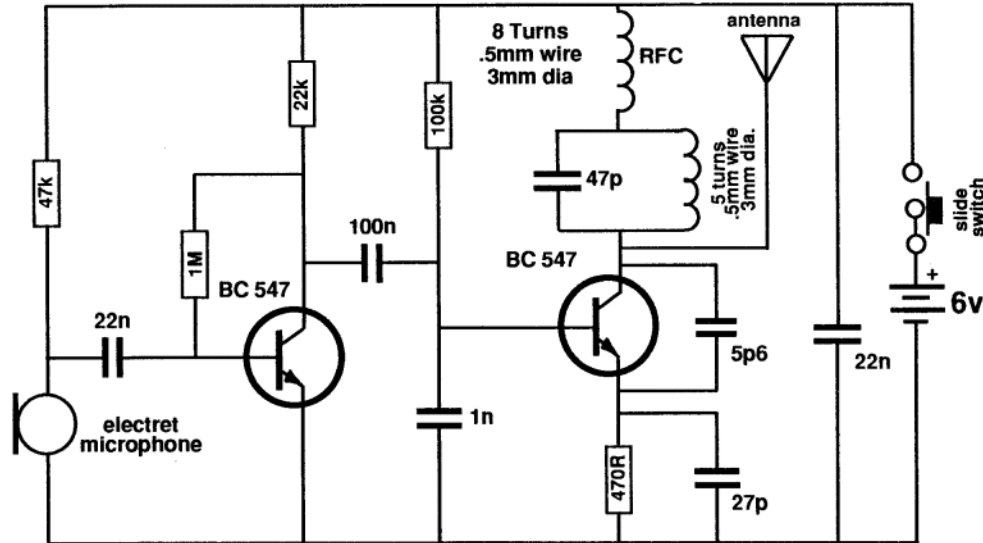 8 Turns
.5mm wire
3mm dia
RFC
antenna
22k
100k
47k
47p
5 turns
.5mm wire
3mm dia.
slide
switch
1M
100n
BC 547
BC 547
+
6v
22n
5p6
22n
1n
electret
microphone
470R
27p